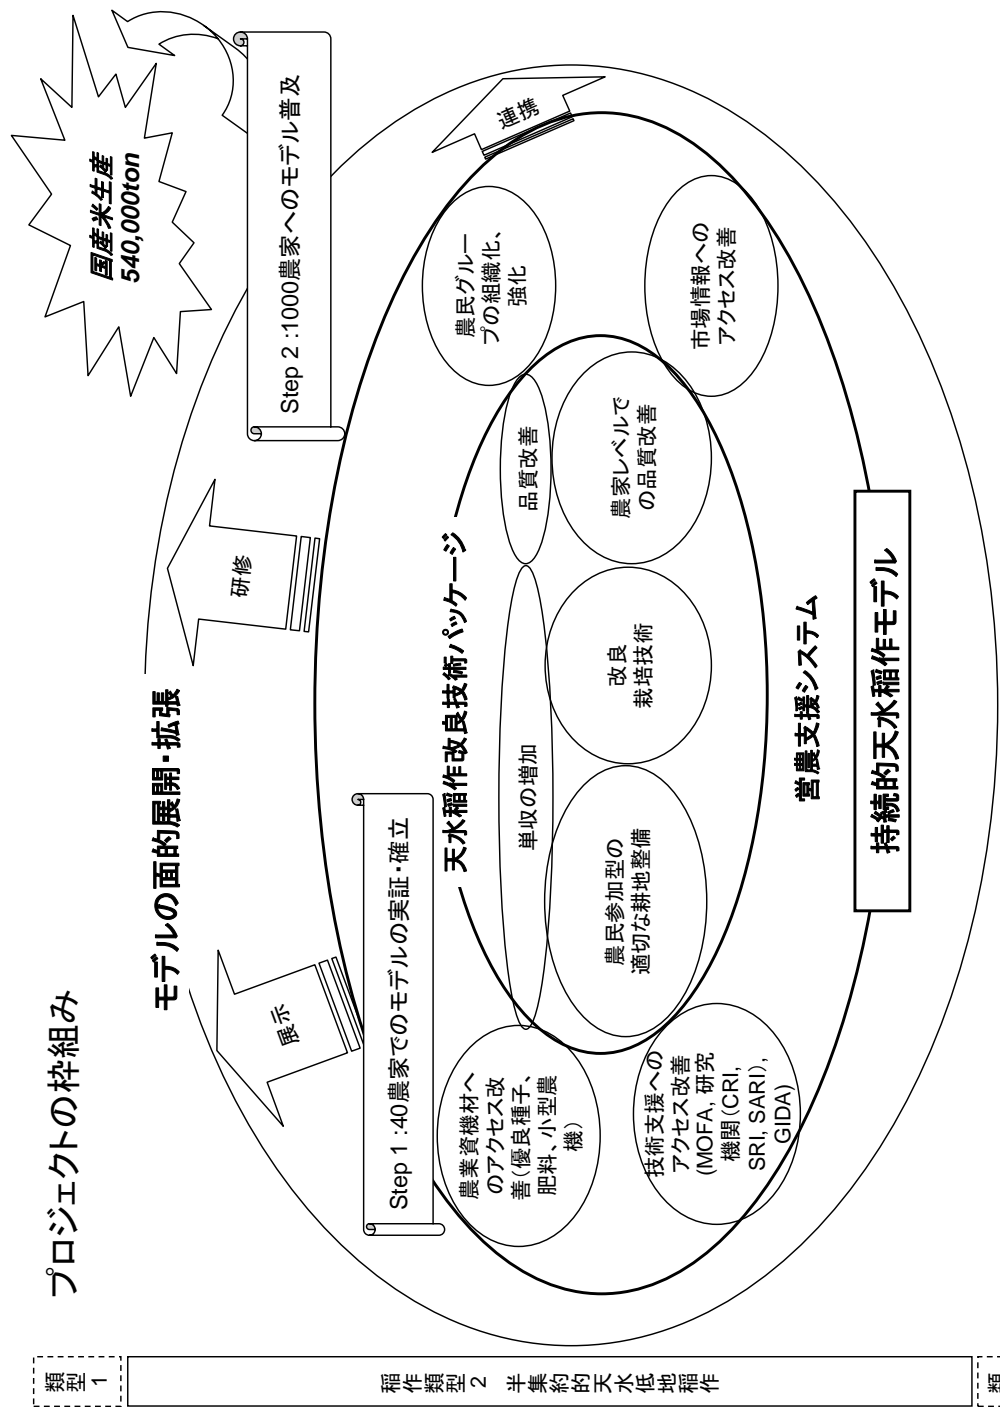 プロジェクトの枠組み
類
型
1
稲作類型2 半集約的天水低地稲作
類
モデルの面的展開・拡張
展示
研修
連携
国産米生産
540,000ton
Step 1 :40農家でのモデルの実証・確立
Step 2 :1000農家へのモデル普及
天水稲作改良技術パッケージ
単収の増加
品質改善
農民参加型の
適切な耕地整備
改良
栽培技術
農家レベルで
の品質改善
農業資機材へ
のアクセス改
善(優良種子、
肥料、小型農
機)
農民グルー
プの組織化、
強化
技術支援への
アクセス改善
(MOFA, 研究
機関(CRI,
SRI, SARI),
GIDA)
市場情報への
アクセス改善
営農支援システム
持続的天水稲作モデル